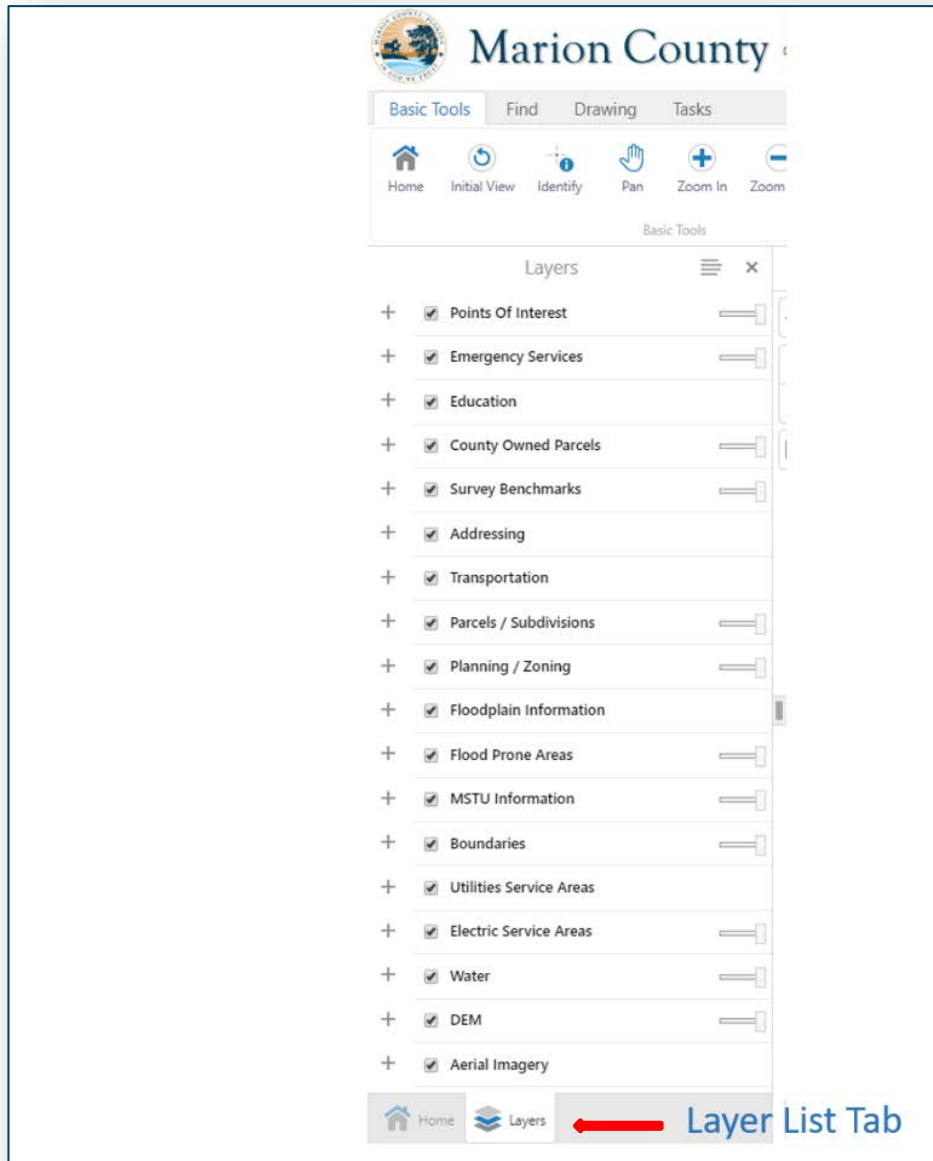 Marion County
Basic Tools Find Drawing Tasks
Home Initial View Identify Pan Zoom In Zoom
Basic Tools
Layers
Points Of Interest
Emergency Services
Education
County Owned Parcels
Survey Benchmarks
Addressing
Transportation
Parcels / Subdivisions
Planning / Zoning
Floodplain Information
Flood Prone Areas
MSTU Information
Boundaries
Utilities Service Areas
Electric Service Areas
Water
DEM
Aerial Imagery
Home Layers Layer List Tab